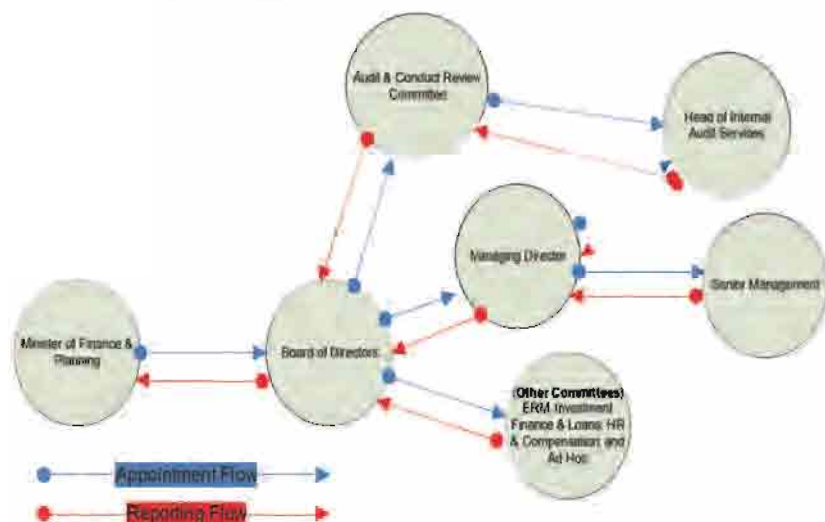 Audit & Conduct Review
Committee
Head of Internal
Audit Services
Managing Director
Senior Management
Minister of Finance &
Planning
Board of Directors
(Other Committees)
ERM Investment
Finance & Loans, HR
& Compensation and
Ad Hoc
Appointment Flow
Reporting Flow